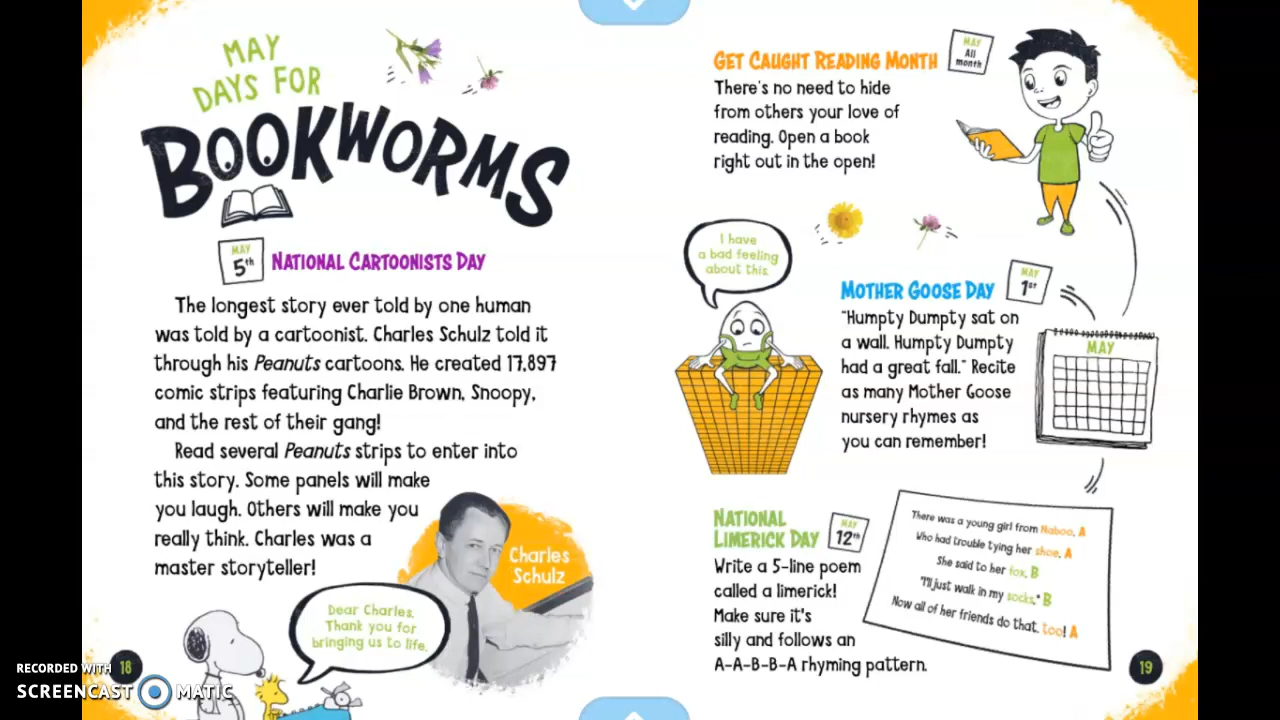 MAY
DAYS FOR
BOOKWORMS
MAY
5th
NATIONAL CARTOONISTS DAY
The longest story ever told by one human
was told by a cartoonist. Charles Schulz told it
through his Peanuts cartoons. He created 17,897
comic strips featuring Charlie Brown, Snoopy,
and the rest of their gang!
Read several Peanuts strips to enter into
this story. Some panels will make
you laugh. Others will make you
really think. Charles was a
master storyteller!
Charles
Schulz
Dear Charles,
Thank you for
bringing us to life.
18
RECORDED WITH
SCREENCAST MATIC
GET CAUGHT READING MONTH
MAY
All
month
There's no need to hide
from others your love of
reading. Open a book
right out in the open!
I have
a bad feeling
about this.
MOTHER GOOSE DAY
MAY
1st
"Humpty Dumpty sat on
a wall. Humpty Dumpty
had a great fall." Recite
as many Mother Goose
nursery rhymes as
you can remember!
MAY
NATIONAL
LIMERICK DAY
MAY
12th
Write a 5-line poem
called a limerick!
Make sure it's
silly and follows an
A-A-B-B-A rhyming pattern.
There was a young girl from Naboo, A
Who had trouble tying her shoe. A
She said to her fox, B
"I'll just walk in my socks." B
Now all of her friends do that, too! A
19